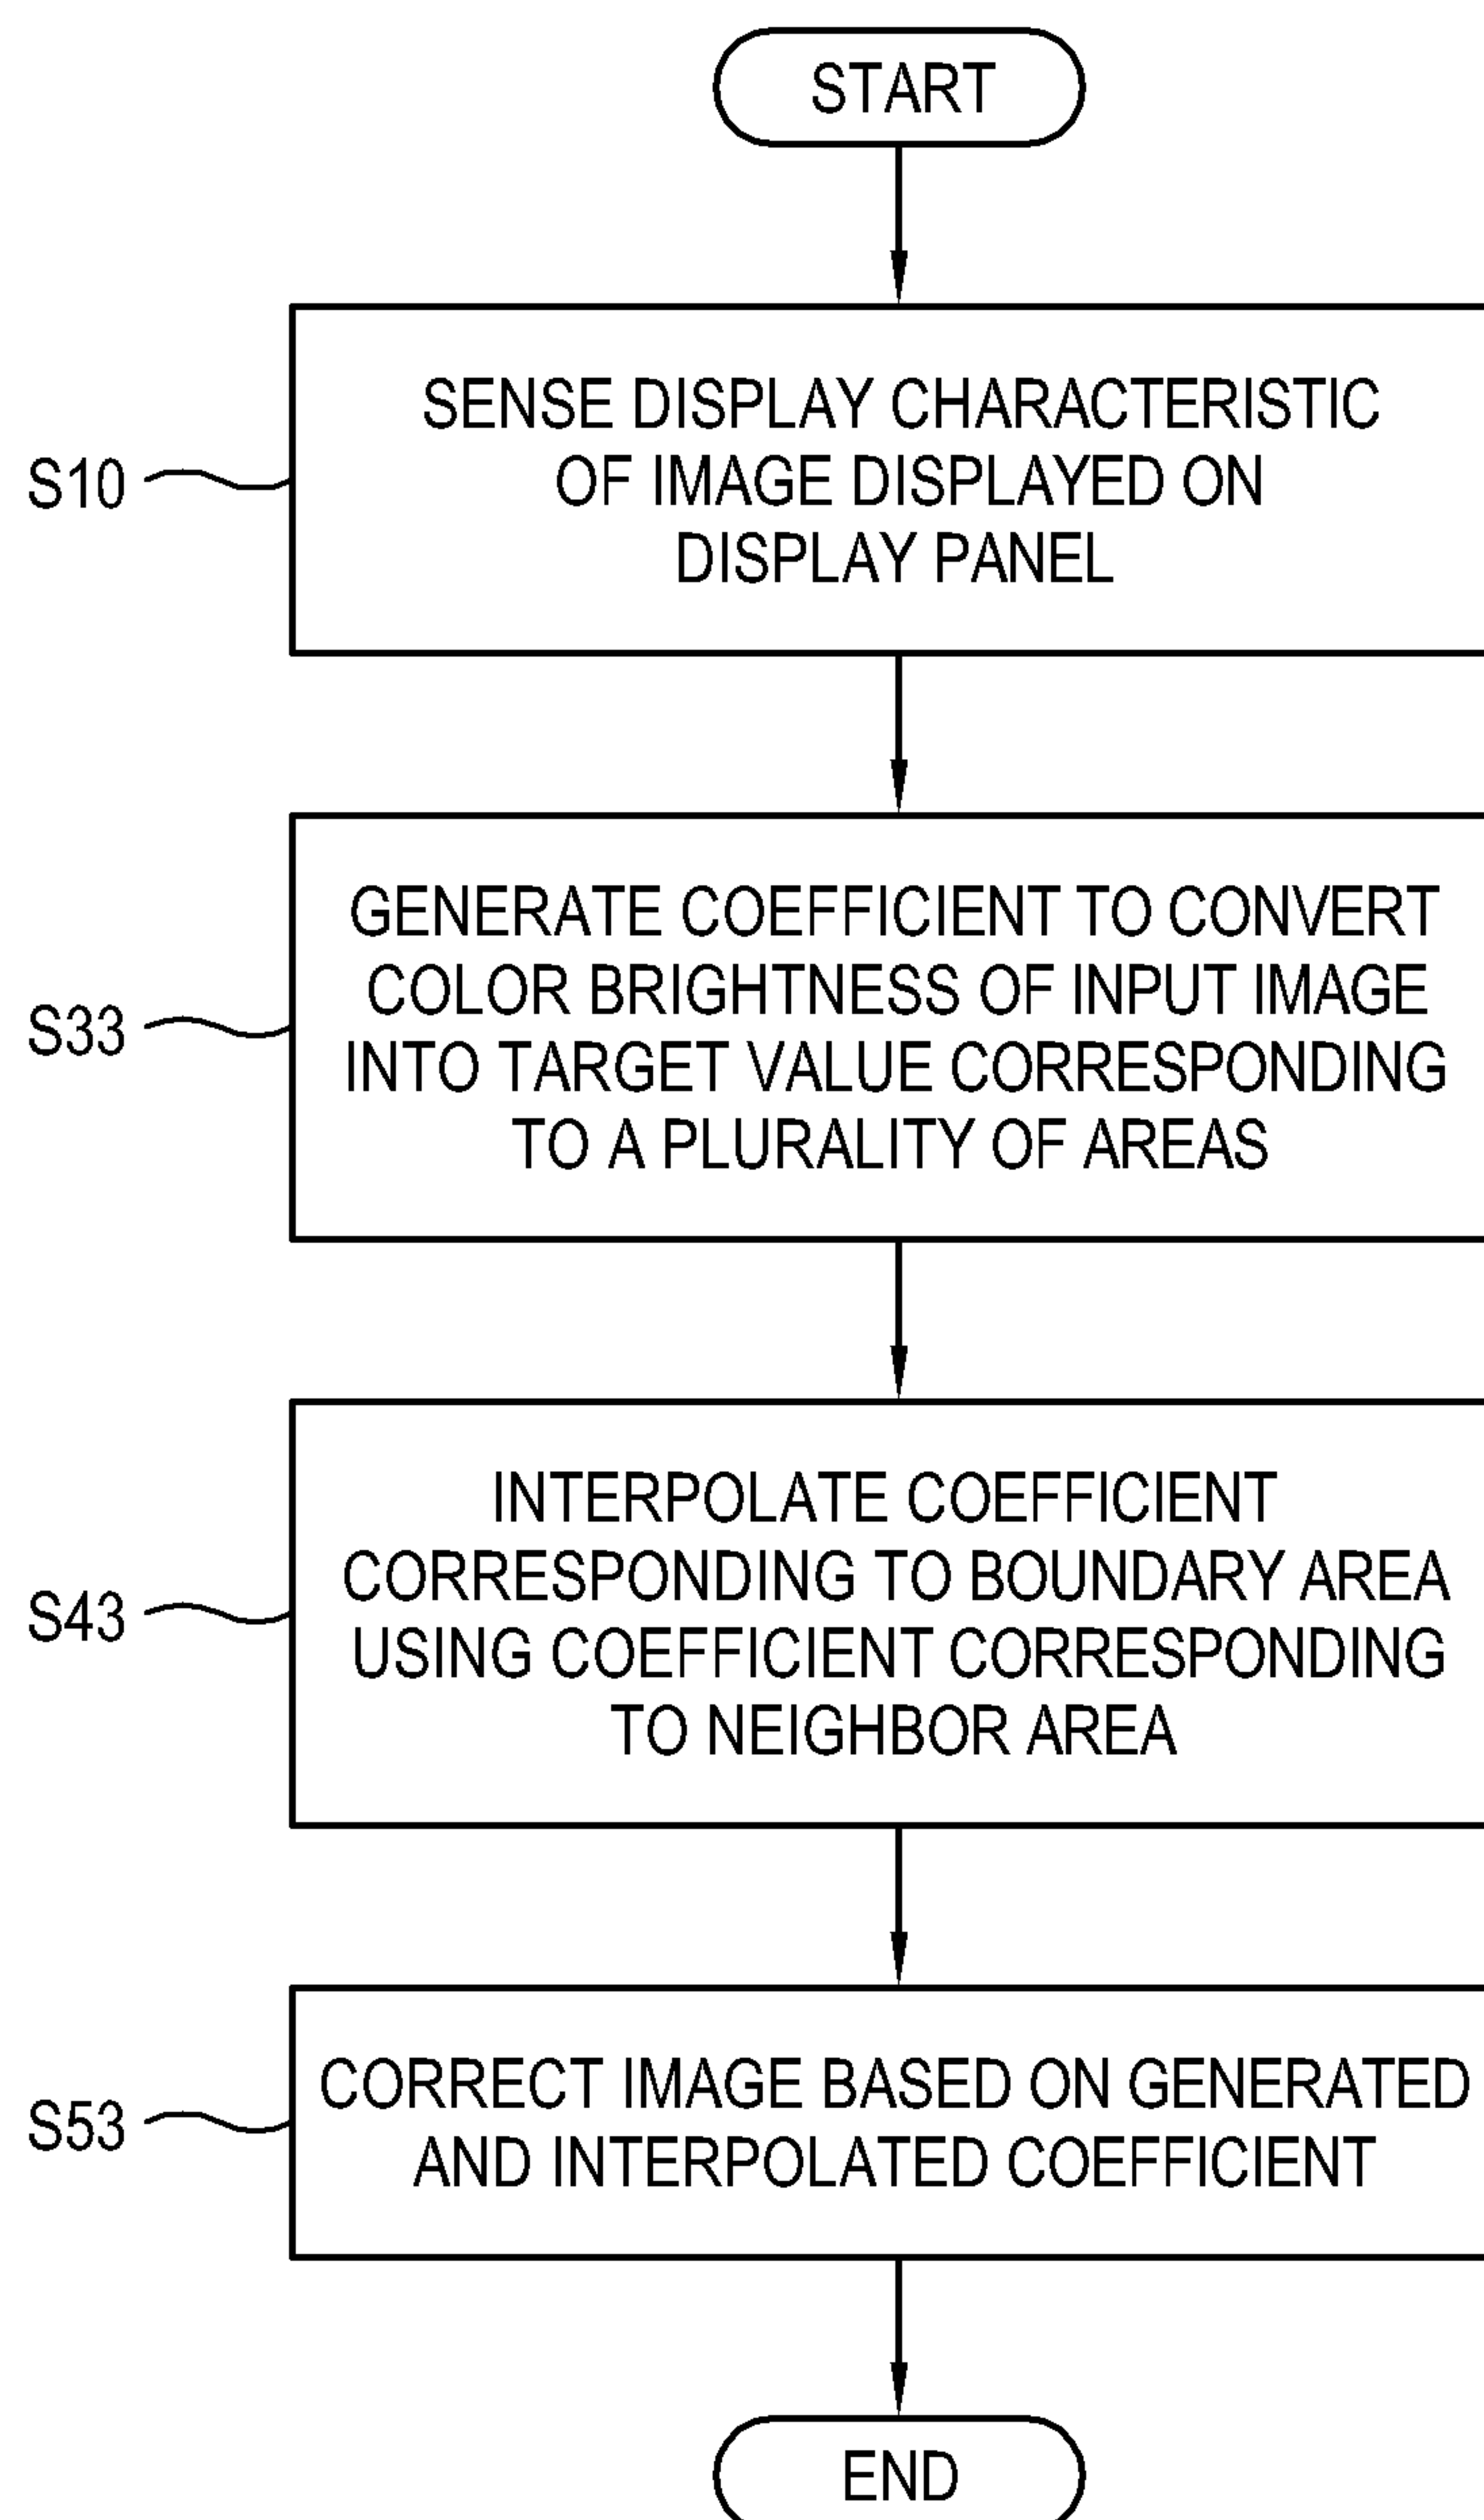 START
S10
SENSE DISPLAY CHARACTERISTIC
OF IMAGE DISPLAYED ON
DISPLAY PANEL
S33
GENERATE COEFFICIENT TO CONVERT
COLOR BRIGHTNESS OF INPUT IMAGE
INTO TARGET VALUE CORRESPONDING
TO A PLURALITY OF AREAS
S43
INTERPOLATE COEFFICIENT
CORRESPONDING TO BOUNDARY AREA
USING COEFFICIENT CORRESPONDING
TO NEIGHBOR AREA
S53
CORRECT IMAGE BASED ON GENERATED
AND INTERPOLATED COEFFICIENT
END